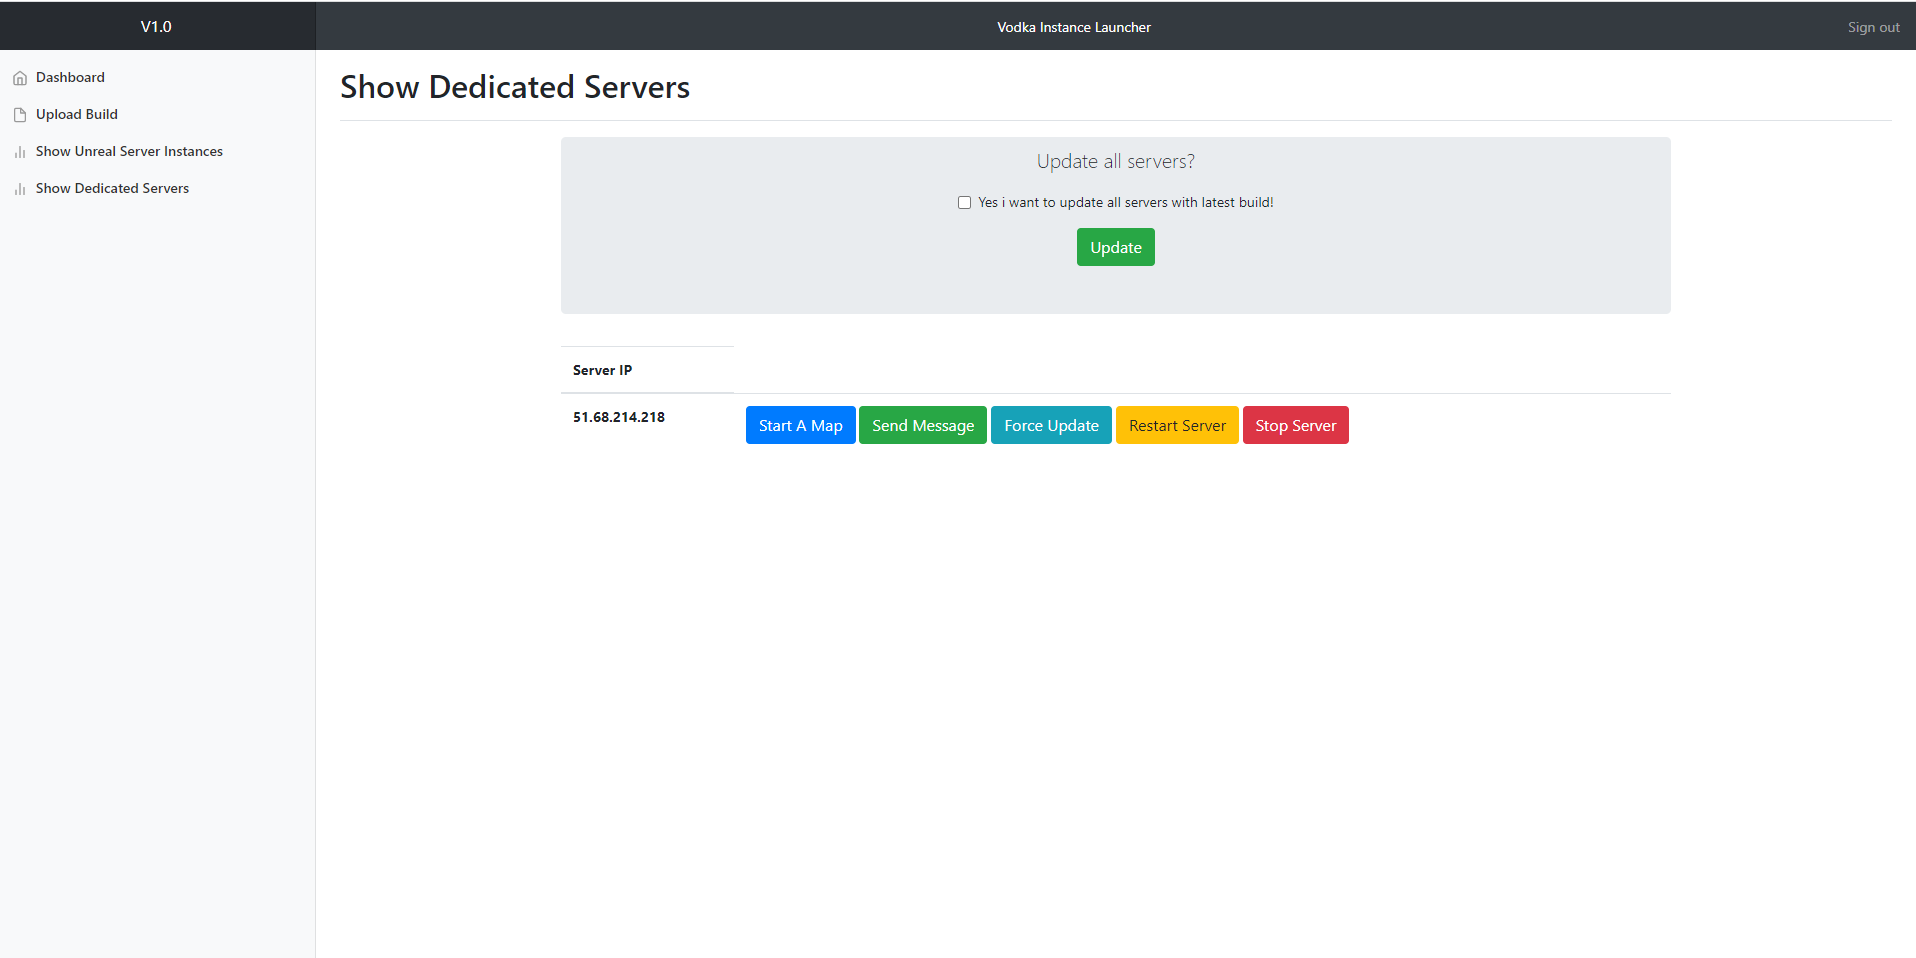 V1.0
Vodka Instance Launcher
Sign out
Dashboard
Upload Build
Show Unreal Server Instances
Show Dedicated Servers
Show Dedicated Servers
Update all servers?
Yes i want to update all servers with latest build!
Update
Server IP
51.68.214.218
Start A Map
Send Message
Force Update
Restart Server
Stop Server